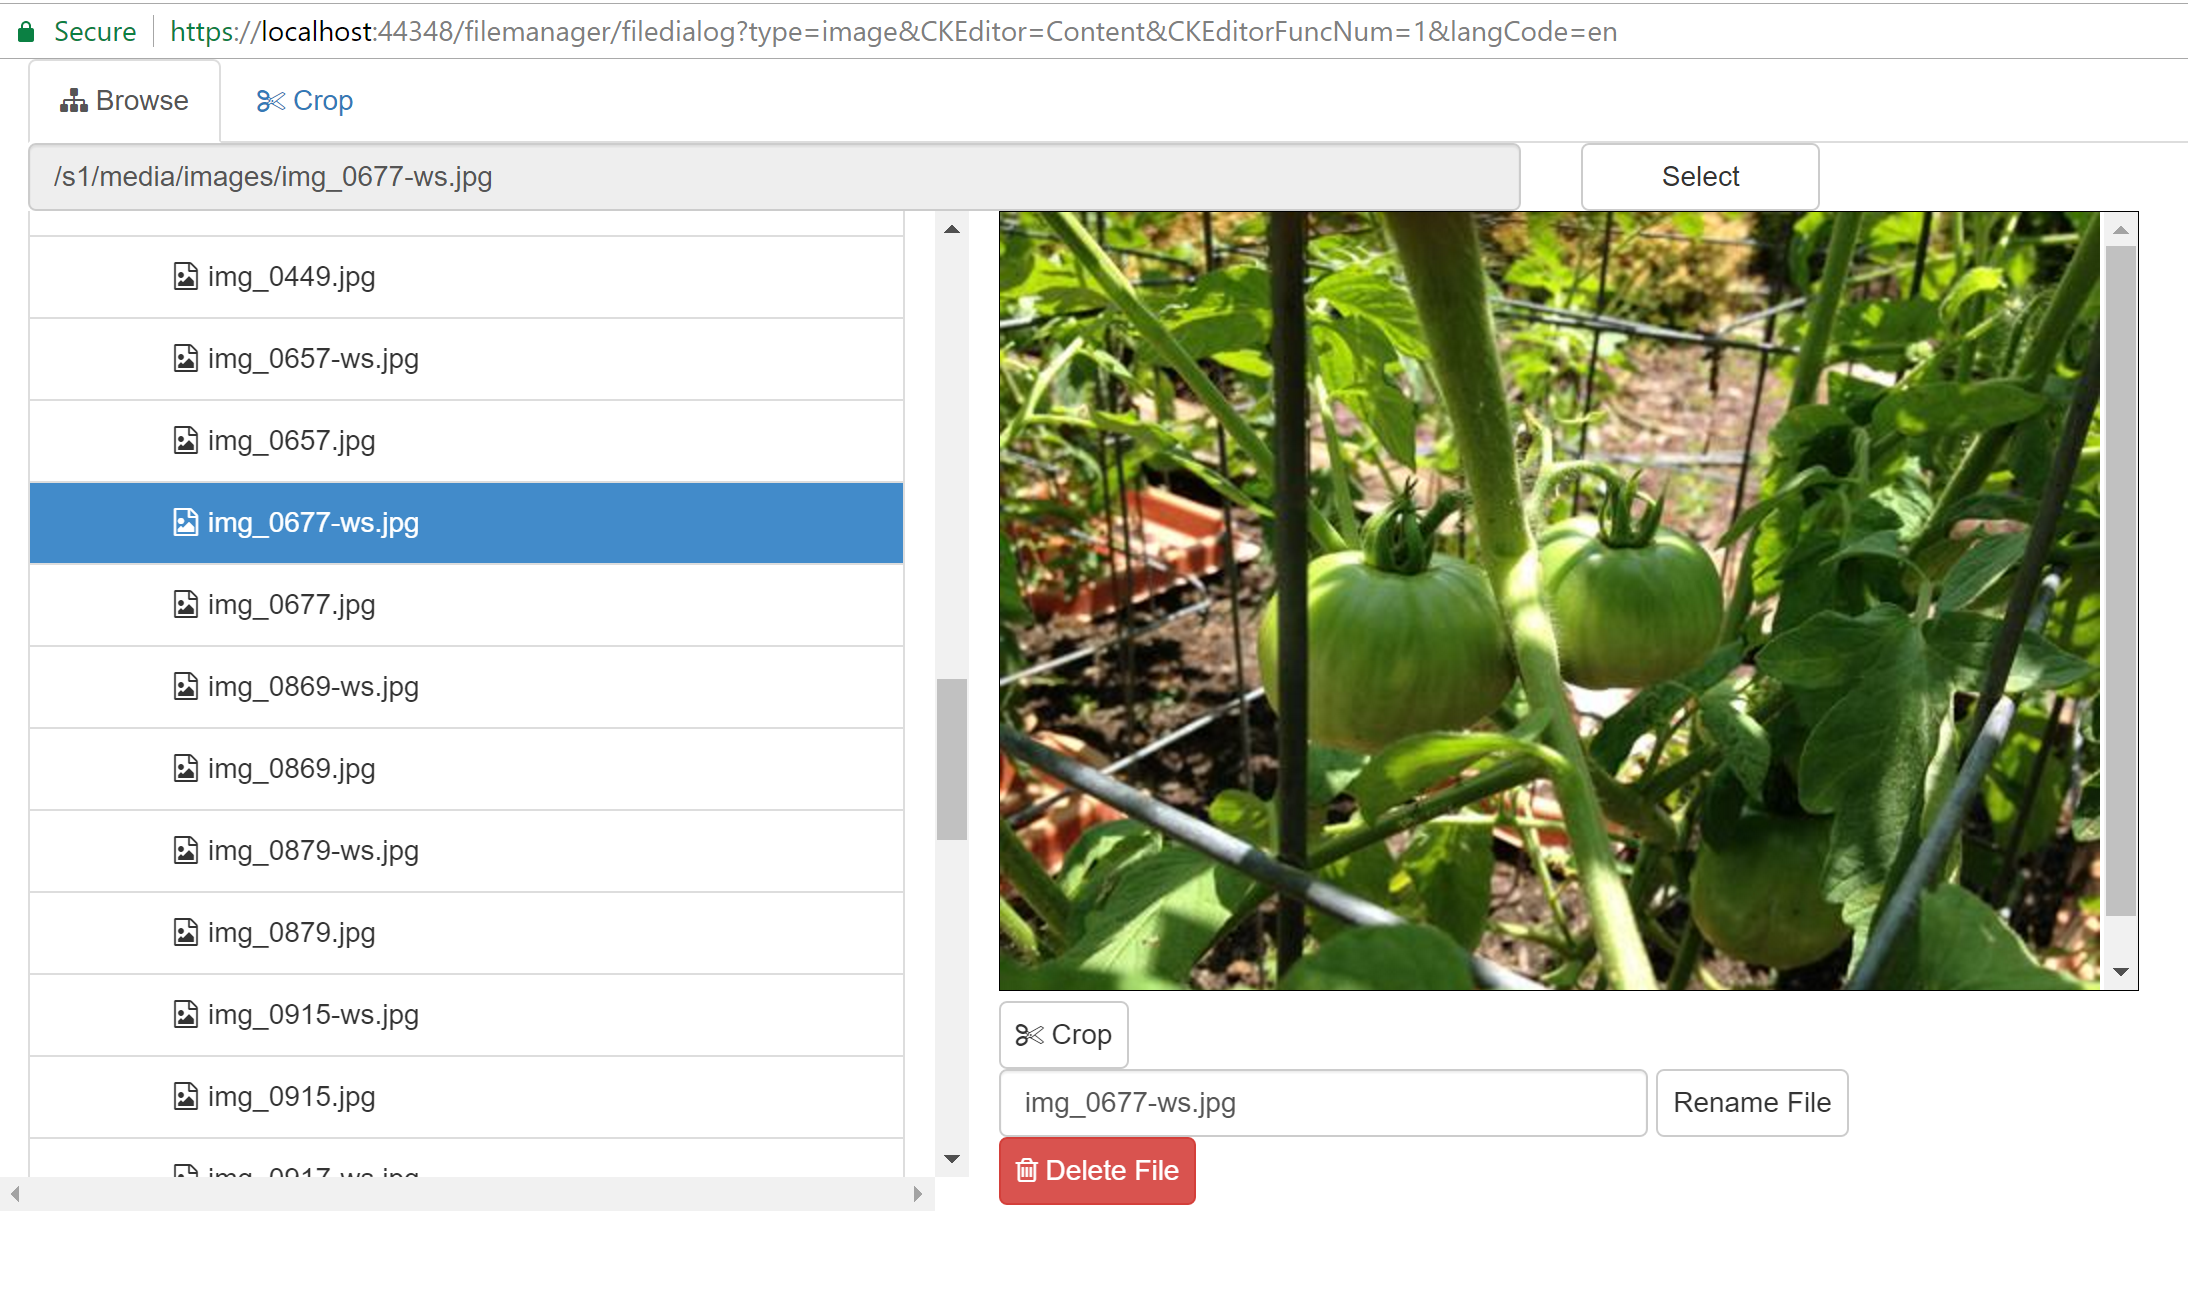 Secure https://localhost:44348/filemanager/filedialog?type=image&CKEditor=Content&CKEditorFuncNum=1&langCode=en
Browse Crop
/s1/media/images/img_0677-ws.jpg Select
img_0449.jpg
img_0657-ws.jpg
img_0657.jpg
img_0677-ws.jpg
img_0677.jpg
img_0869-ws.jpg
img_0869.jpg
img_0879-ws.jpg
img_0879.jpg
img_0915-ws.jpg
img_0915.jpg
img_0917-ws.jpg
Crop
img_0677-ws.jpg Rename File
Delete File